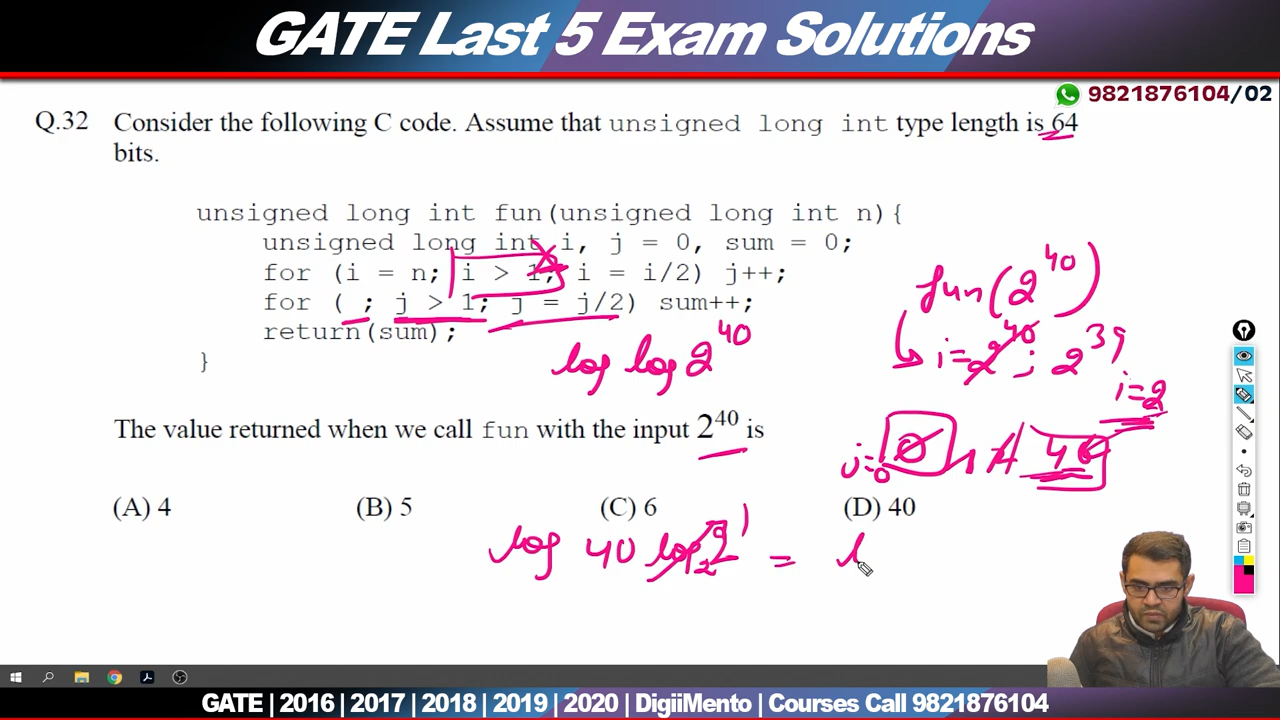 GATE Last 5 Exam Solutions
9821876104/02
Q.32 Consider the following C code. Assume that unsigned long int type length is 64
bits.
unsigned long int fun(unsigned long int n){
unsigned long int i, j = 0, sum = 0;
for (i = n; i > 1; i = i/2) j++;
for ( ; j > 1; j = j/2) sum++;
return(sum);
}
fun(2^40)
i=2^40; 2^39
i=2
log log 2^40
The value returned when we call fun with the input 2^40 is
j=0
40
(A) 4 (B) 5 (C) 6 (D) 40
log 40 log₂2 1 = l
GATE | 2016 | 2017 | 2018 | 2019 | 2020 | DigiiMento | Courses Call 9821876104